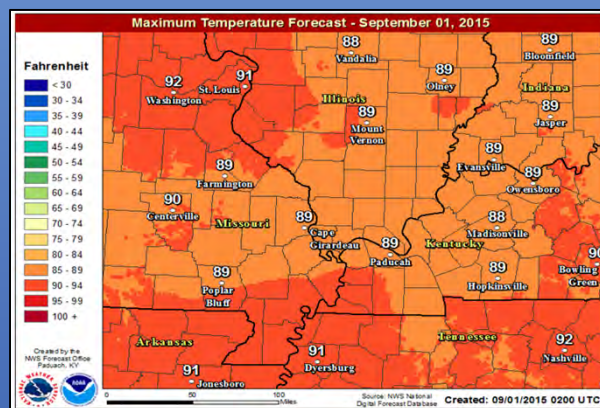 Maximum Temperature Forecast - September 01, 2015
Fahrenheit
< 30
30 - 34
35 - 39
40 - 44
45 - 49
50 - 54
55 - 59
60 - 64
65 - 69
70 - 74
75 - 79
80 - 84
85 - 89
90 - 94
95 - 99
100 +
88
Vandalia
89
Bloomfield
92
Washington
91
St. Louis
89
Olney
Indiana
Illinois
89
Mount
Vernon
89
Jasper
89
Evansville
89
Farmington
89
Owensboro
90
Centerville
Missouri
89
Cape
Girardeau
88
Madisonville
Kentucky
89
Paducah
90
Bowling
Green
89
Poplar
Bluff
89
Hopkinsville
Arkansas
Tennessee
91
Dyersburg
92
Nashville
91
Jonesboro
Created by the
NWS Forecast Office
Paducah, KY
NOAA
0 50 100
Miles
Source: NWS National
Digital Forecast Database
Created: 09/01/2015 0200 UTC